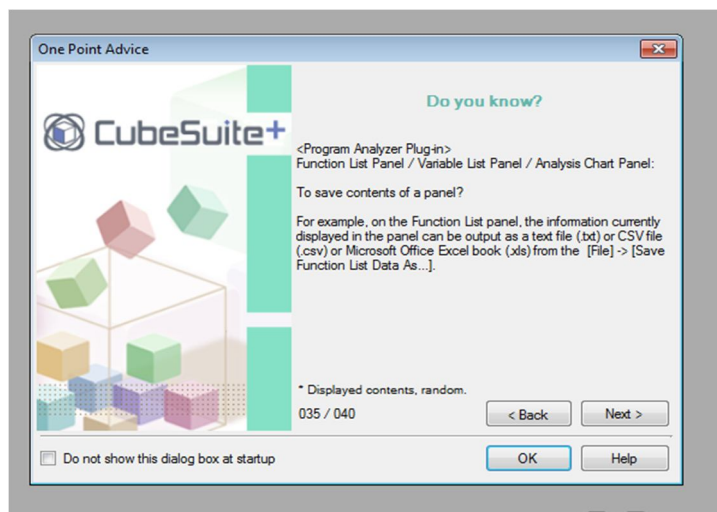 One Point Advice
CubeSuite+
Do you know?
<Program Analyzer Plug-in>
Function List Panel / Variable List Panel / Analysis Chart Panel:
To save contents of a panel?
For example, on the Function List panel, the information currently
displayed in the panel can be output as a text file (.txt) or CSV file
(.csv) or Microsoft Office Excel book (.xls) from the  [File] -> [Save
Function List Data As...].
* Displayed contents, random.
035 / 040
< Back
Next >
Do not show this dialog box at startup
OK
Help